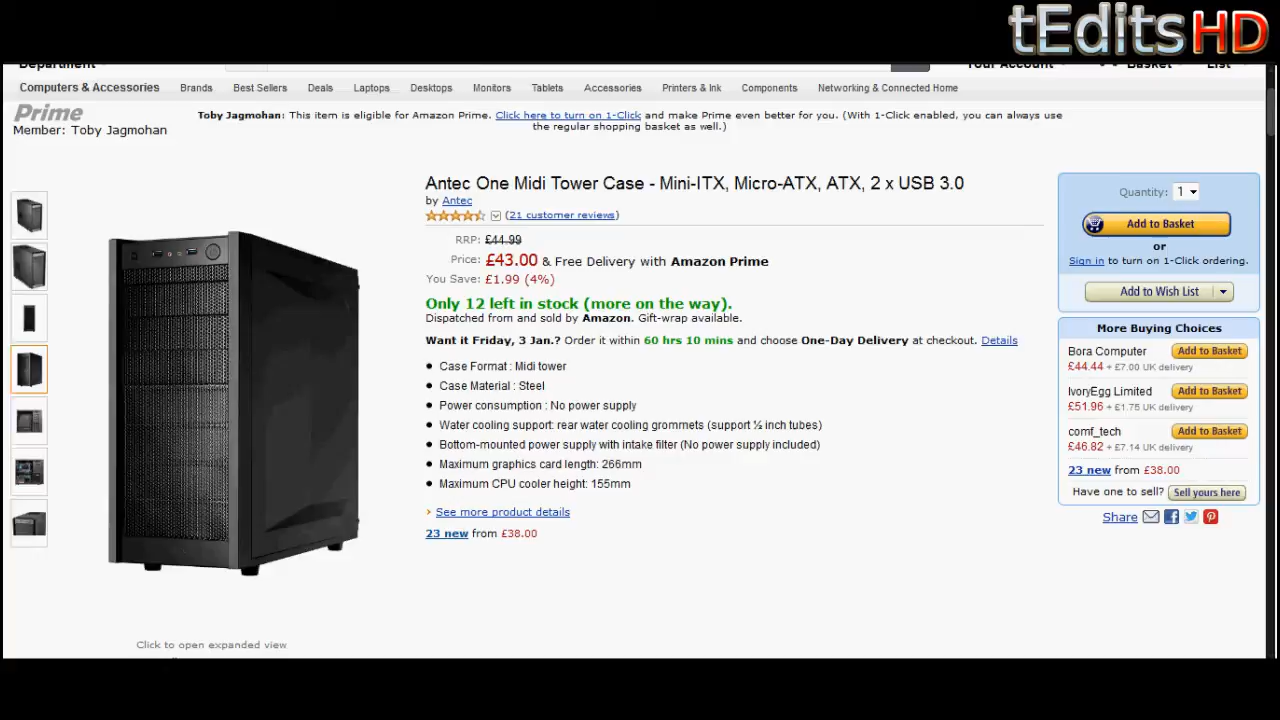 tEditsHD
Department
Your Account
Basket
List
Computers & Accessories Brands Best Sellers Deals Laptops Desktops Monitors Tablets Accessories Printers & Ink Components Networking & Connected Home
Prime
Member: Toby Jagmohan
Toby Jagmohan: This item is eligible for Amazon Prime. Click here to turn on 1-Click and make Prime even better for you. (With 1-Click enabled, you can always use
the regular shopping basket as well.)
Antec One Midi Tower Case - Mini-ITX, Micro-ATX, ATX, 2 x USB 3.0
by Antec
(21 customer reviews)
RRP: £44.99
Price: £43.00 & Free Delivery with Amazon Prime
You Save: £1.99 (4%)
Only 12 left in stock (more on the way).
Dispatched from and sold by Amazon. Gift-wrap available.
Want it Friday, 3 Jan.? Order it within 60 hrs 10 mins and choose One-Day Delivery at checkout. Details
Case Format : Midi tower
Case Material : Steel
Power consumption : No power supply
Water cooling support: rear water cooling grommets (support ½ inch tubes)
Bottom-mounted power supply with intake filter (No power supply included)
Maximum graphics card length: 266mm
Maximum CPU cooler height: 155mm
See more product details
23 new from £38.00
Click to open expanded view
Quantity: 1
Add to Basket
or
Sign in to turn on 1-Click ordering.
Add to Wish List
More Buying Choices
Bora Computer Add to Basket
£44.44 + £7.00 UK delivery
IvoryEgg Limited Add to Basket
£51.96 + £1.75 UK delivery
comf_tech Add to Basket
£46.82 + £7.14 UK delivery
23 new from £38.00
Have one to sell? Sell yours here
Share